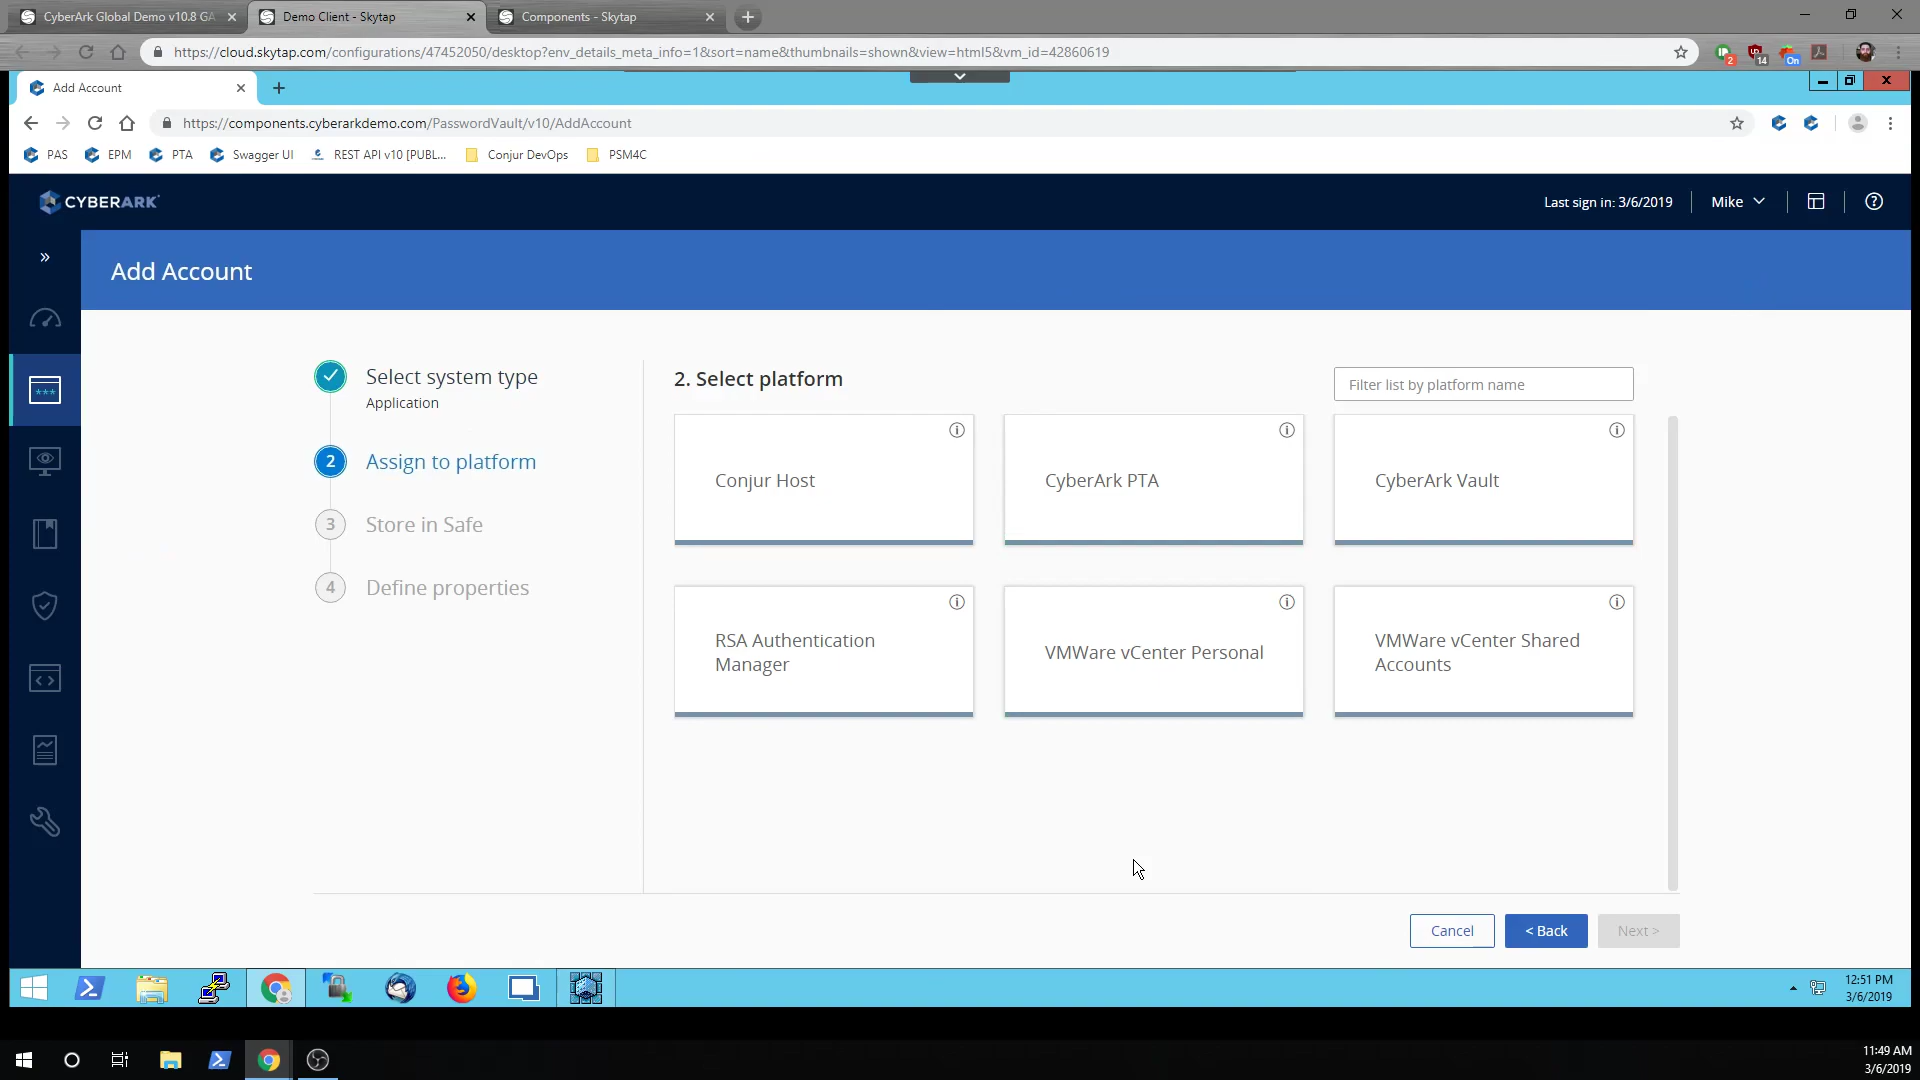 CyberArk Global Demo v10.8 GA
Demo Client - Skytap
Components - Skytap
https://cloud.skytap.com/configurations/47452050/desktop?env_details_meta_info=1&sort=name&thumbnails=shown&view=html5&vm_id=42860619
2
14
On
Add Account
https://components.cyberarkdemo.com/PasswordVault/v10/AddAccount
PAS
EPM
PTA
Swagger UI
REST API v10 [PUBL...
Conjur DevOps
PSM4C
CYBERARK
Last sign in: 3/6/2019
Mike
Add Account
Select system type
Application
2
Assign to platform
3
Store in Safe
4
Define properties
2. Select platform
Filter list by platform name
Conjur Host
CyberArk PTA
CyberArk Vault
RSA Authentication
Manager
VMWare vCenter Personal
VMWare vCenter Shared
Accounts
Cancel
< Back
Next >
12:51 PM
3/6/2019
11:49 AM
3/6/2019